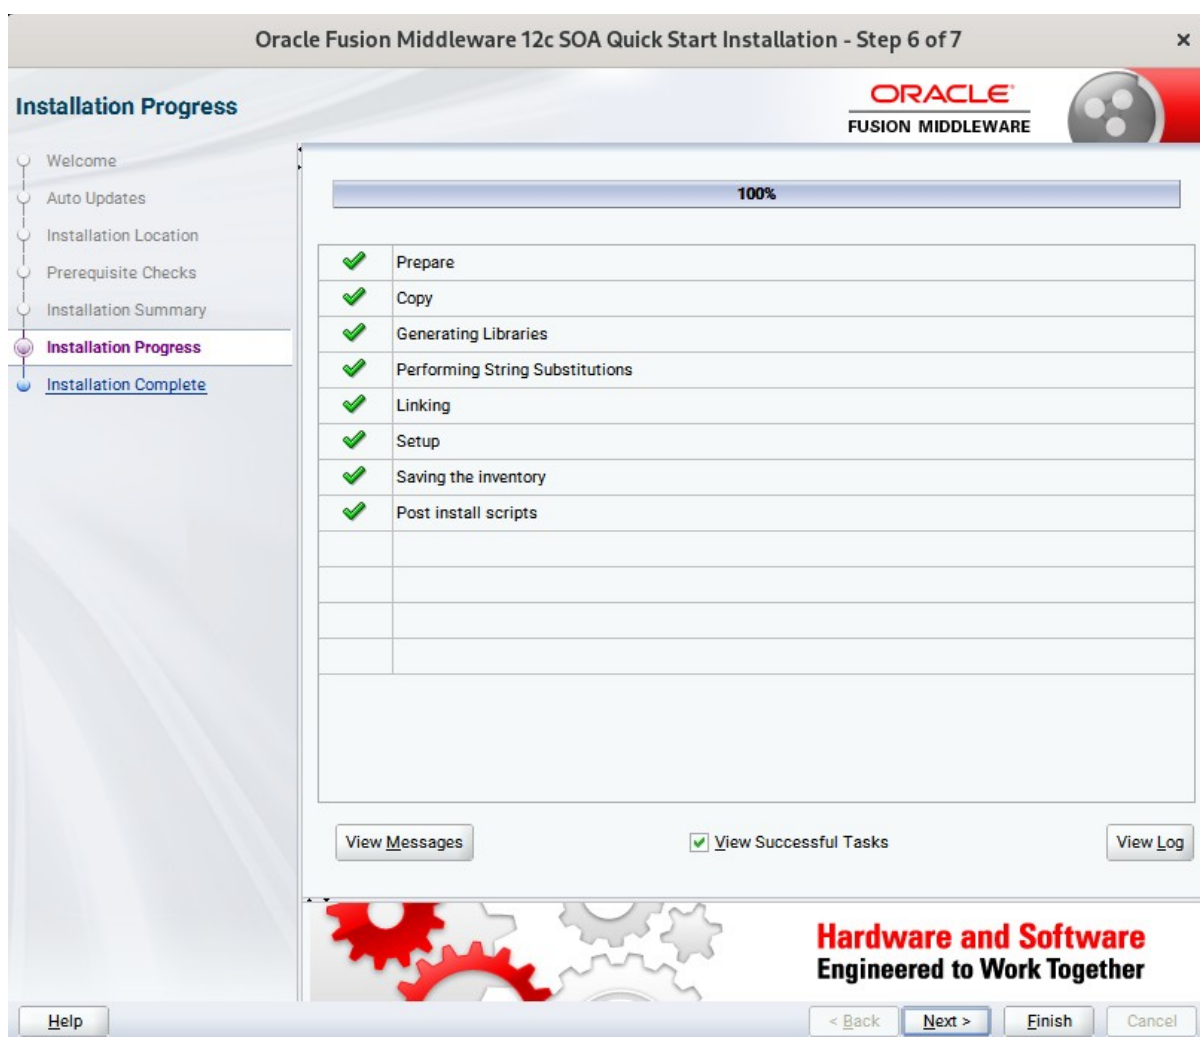 Oracle Fusion Middleware 12c SOA Quick Start Installation - Step 6 of 7
×
Installation Progress
ORACLE®
FUSION MIDDLEWARE
Welcome
Auto Updates
Installation Location
Prerequisite Checks
Installation Summary
Installation Progress
Installation Complete
100%
Prepare
Copy
Generating Libraries
Performing String Substitutions
Linking
Setup
Saving the inventory
Post install scripts
View Messages
View Successful Tasks
View Log
Hardware and Software
Engineered to Work Together
Help
< Back
Next >
Finish
Cancel